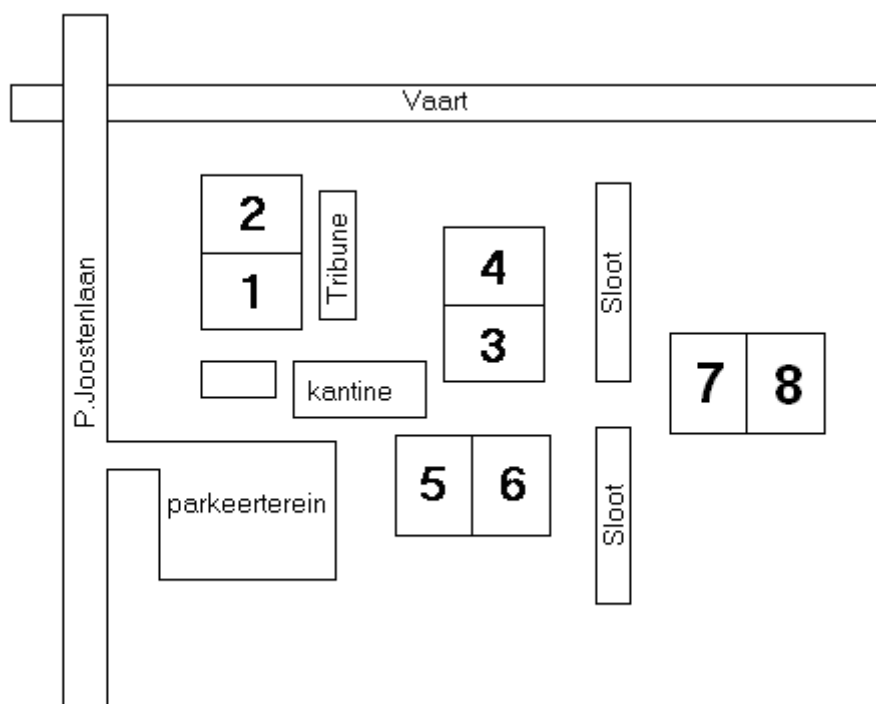 Vaart
2
Tribune
4
Sloot
1
P.Joostenlaan
3
7
8
kantine
5
6
parkeerterein
Sloot